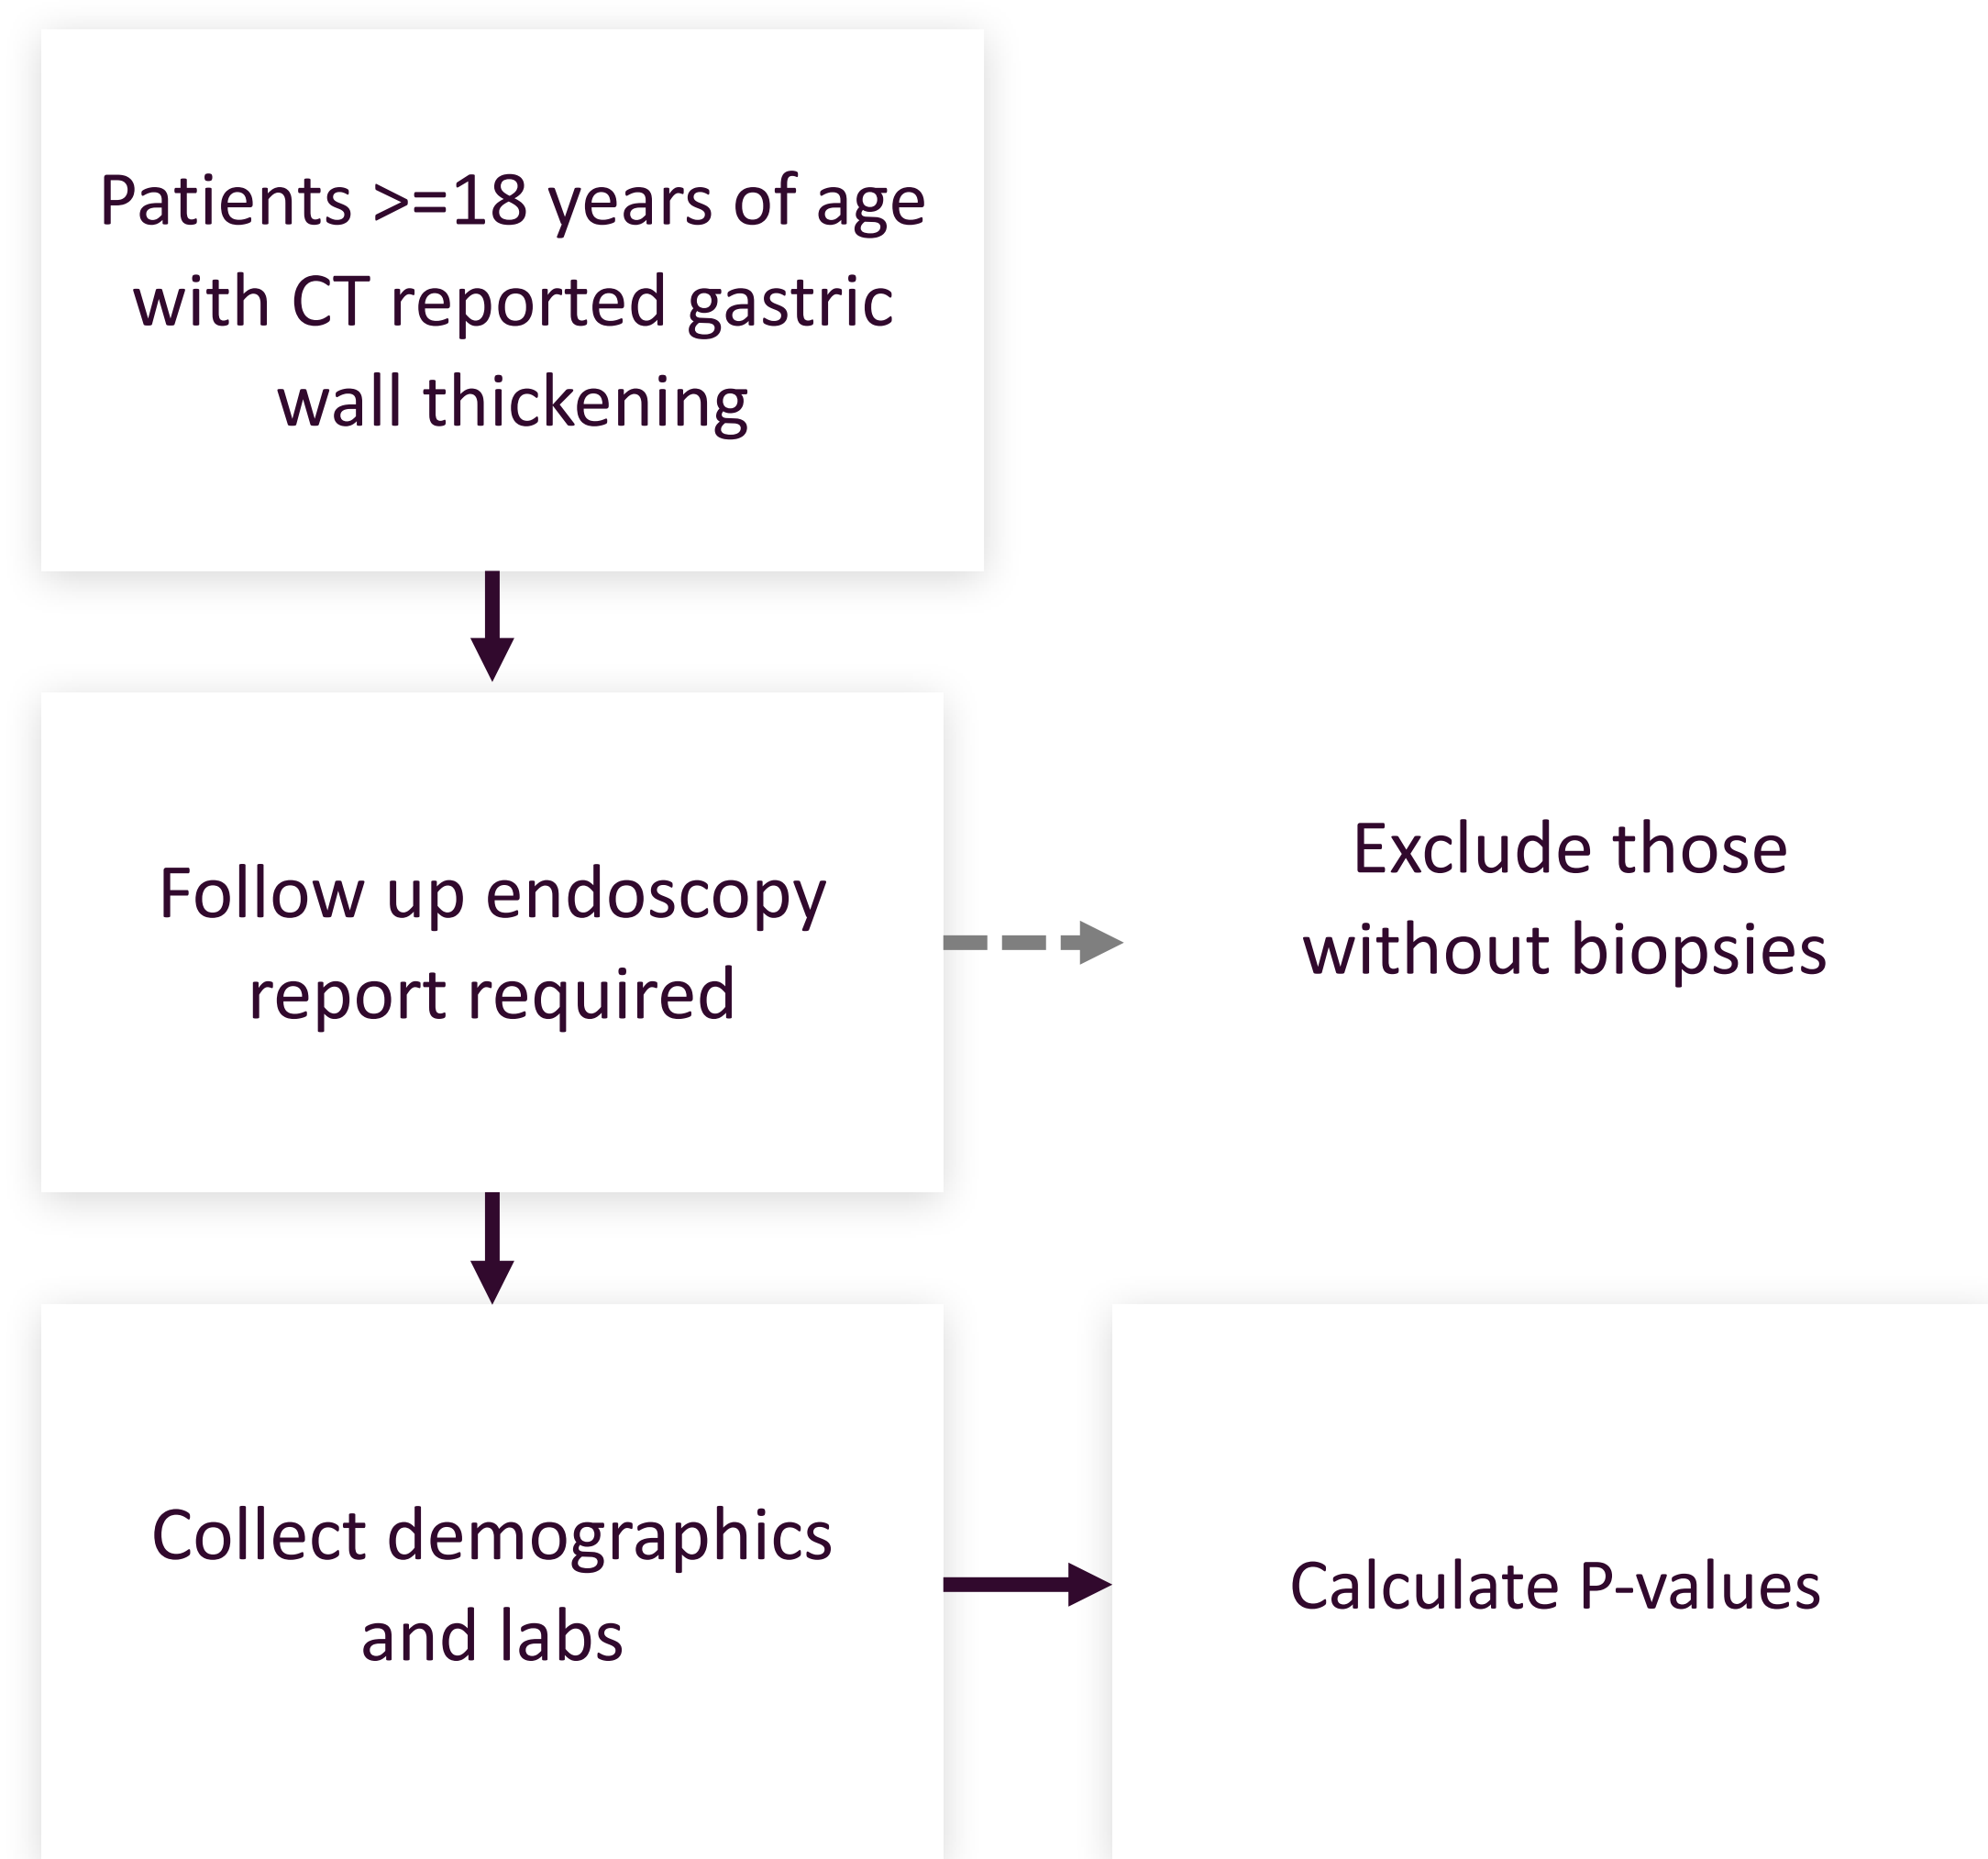 Patients >=18 years of age
with CT reported gastric
wall thickening
Follow up endoscopy
report required
Exclude those
without biopsies
Collect demographics
and labs
Calculate P-values